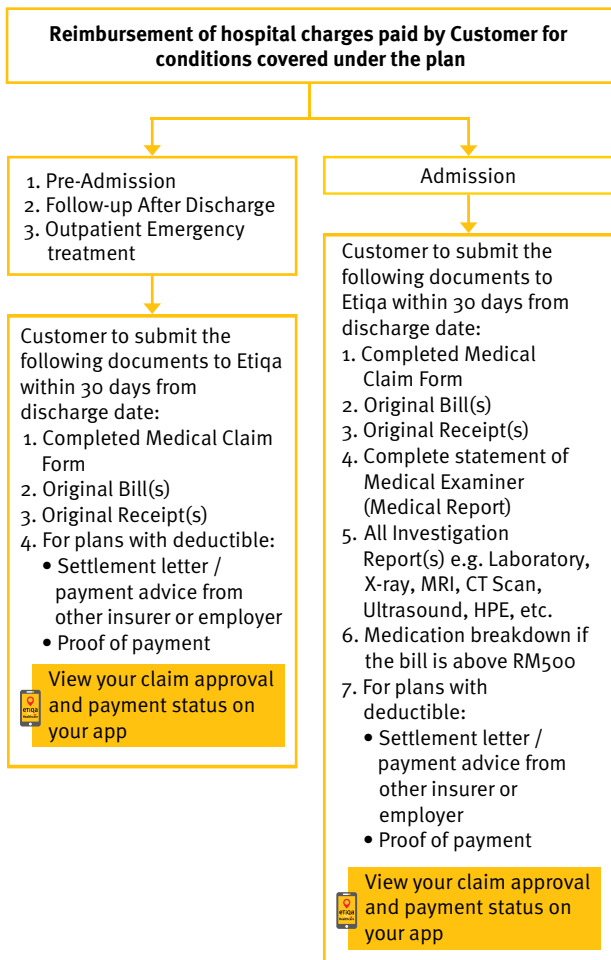 Reimbursement of hospital charges paid by Customer for
conditions covered under the plan
1. Pre-Admission
2. Follow-up After Discharge
3. Outpatient Emergency
treatment
Customer to submit the
following documents to Etiqa
within 30 days from
discharge date:
1. Completed Medical Claim
Form
2. Original Bill(s)
3. Original Receipt(s)
4. For plans with deductible:
• Settlement letter /
payment advice from
other insurer or employer
• Proof of payment
etiqa
View your claim approval
and payment status on
your app
Admission
Customer to submit the
following documents to
Etiqa within 30 days from
discharge date:
1. Completed Medical
Claim Form
2. Original Bill(s)
3. Original Receipt(s)
4. Complete statement of
Medical Examiner
(Medical Report)
5. All Investigation
Report(s) e.g. Laboratory,
X-ray, MRI, CT Scan,
Ultrasound, HPE, etc.
6. Medication breakdown if
the bill is above RM500
7. For plans with
deductible:
• Settlement letter /
payment advice from
other insurer or
employer
• Proof of payment
etiqa
View your claim approval
and payment status on
your app